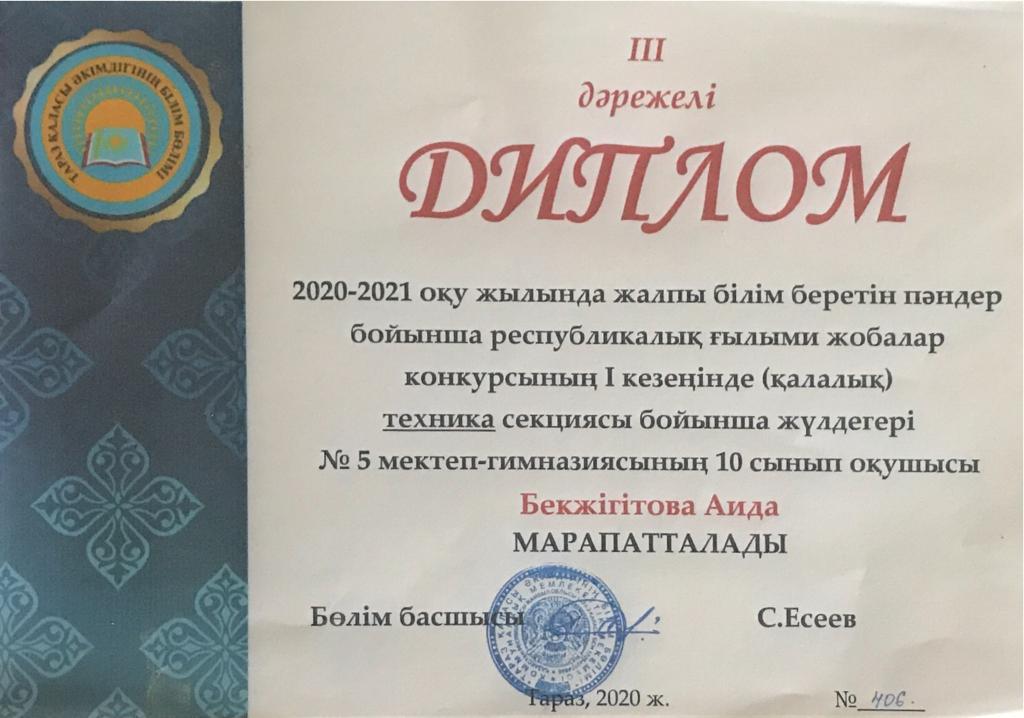 ТАРАЗ ҚАЛАСЫ ӘКІМДІГІНІҢ БІЛІМ БӨЛІМІ
III
дәрежелі
ДИПЛОМ
2020-2021 оқу жылында жалпы білім беретін пәндер
бойынша республикалық ғылыми жобалар
конкурсының І кезеңінде (қалалық)
техника секциясы бойынша жүлдегері
№ 5 мектеп-гимназиясының 10 сынып оқушысы
Бекжігітова Аида
МАРАПАТТАЛАДЫ
Бөлім басшысы
С.Есеев
Тараз, 2020 ж.
№ 406.